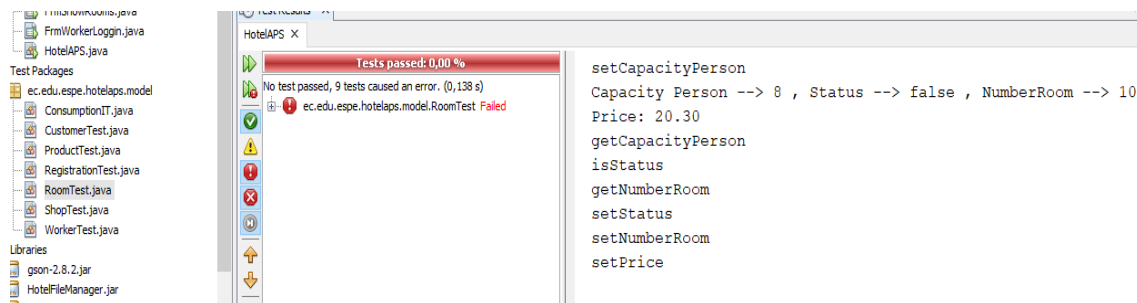 FrmShowRooms.java
FrmWorkerLoggin.java
HotelAPS.java
Test Packages
ec.edu.espe.hotelaps.model
ConsumptionIT.java
CustomerTest.java
ProductTest.java
RegistrationTest.java
RoomTest.java
ShopTest.java
WorkerTest.java
Libraries
gson-2.8.2.jar
HotelFileManager.jar
Test Results
HotelAPS X
Tests passed: 0,00 %
No test passed, 9 tests caused an error. (0,138 s)
ec.edu.espe.hotelaps.model.RoomTest Failed
setCapacityPerson
Capacity Person --> 8 , Status --> false , NumberRoom --> 10
Price: 20.30
getCapacityPerson
isStatus
getNumberRoom
setStatus
setNumberRoom
setPrice